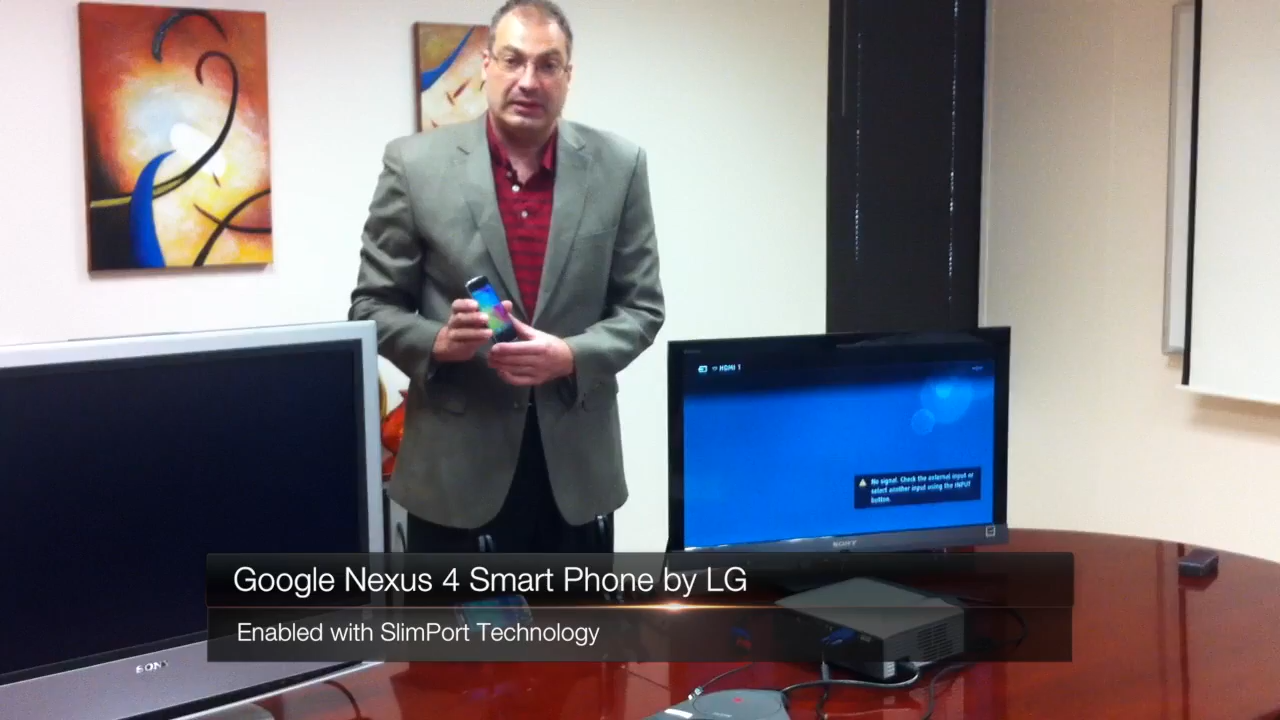 HDMI 1
No signal. Check the external input or
select another input using the INPUT
button.
SONY
Google Nexus 4 Smart Phone by LG
Enabled with SlimPort Technology
SONY